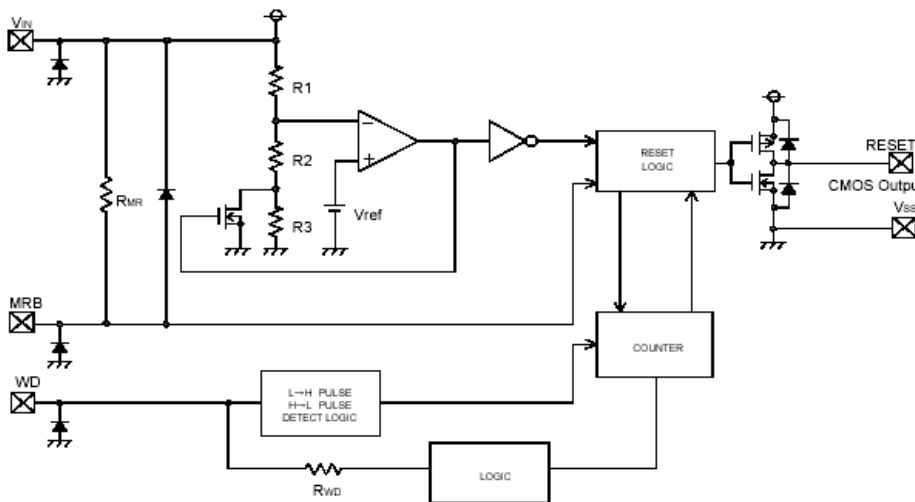 VIN
R1
R2
R3
RMR
Vref
−
+
RESET
LOGIC
RESET
CMOS Output
VSS
MRB
COUNTER
WD
L→H PULSE
H→L PULSE
DETECT LOGIC
RWD
LOGIC